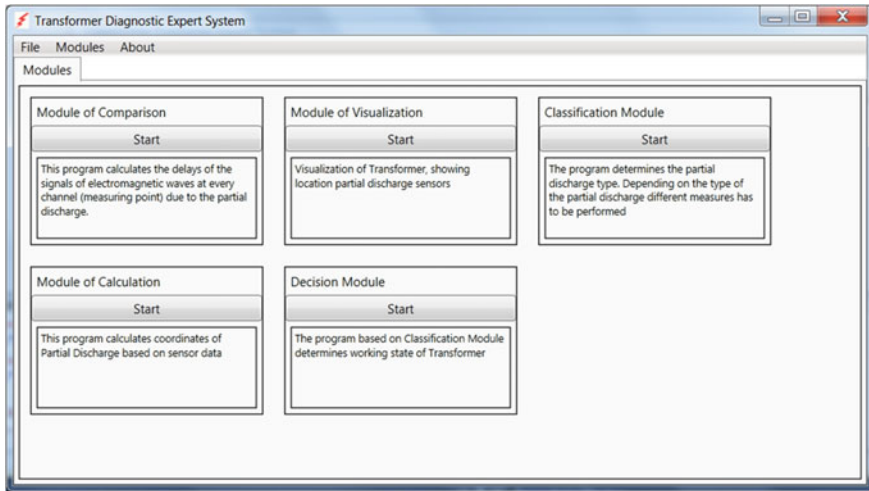 Transformer Diagnostic Expert System
File Modules About
Modules
Module of Comparison
Start
This program calculates the delays of the
signals of electromagnetic waves at every
channel (measuring point) due to the partial
discharge.
Module of Visualization
Start
Visualization of Transformer, showing
location partial discharge sensors
Classification Module
Start
The program determines the partial
discharge type. Depending on the type of
the partial discharge different measures has
to be performed
Module of Calculation
Start
This program calculates coordinates of
Partial Discharge based on sensor data
Decision Module
Start
The program based on Classification Module
determines working state of Transformer